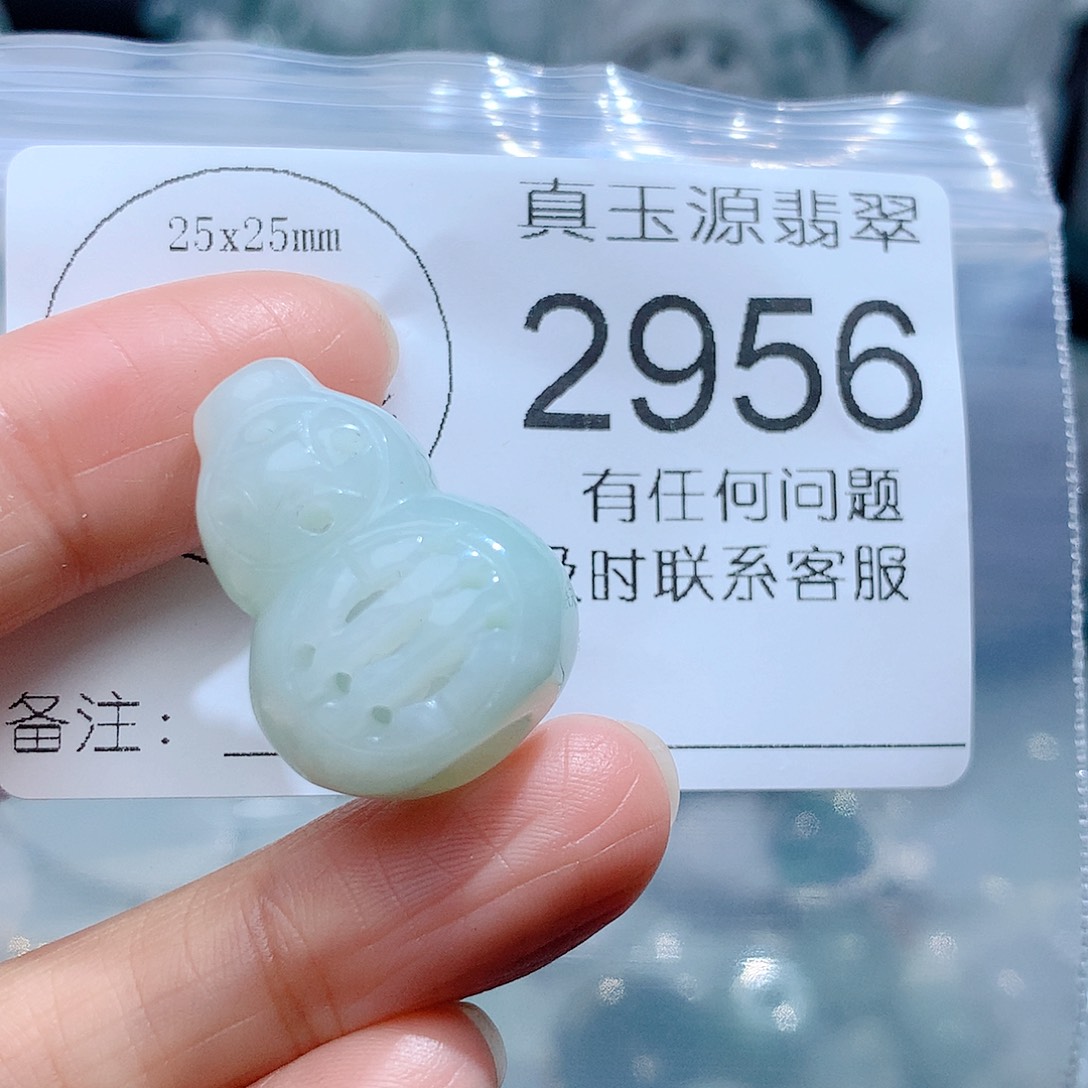 25x25mm
真玉源翡翠
2956
有任何问题
及时联系客服
备注：